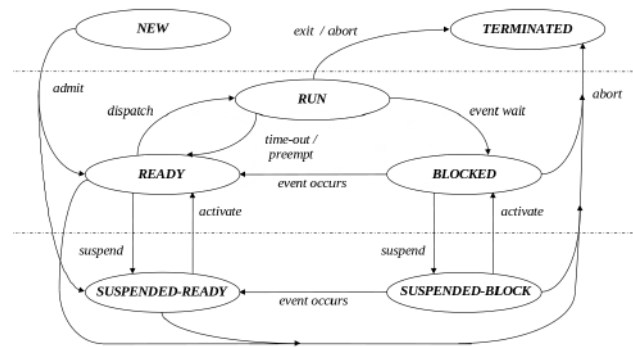 NEW
TERMINATED
exit / abort
admit
RUN
abort
dispatch
event wait
time-out /
preempt
READY
BLOCKED
event occurs
activate
activate
suspend
suspend
SUSPENDED-READY
SUSPENDED-BLOCK
event occurs